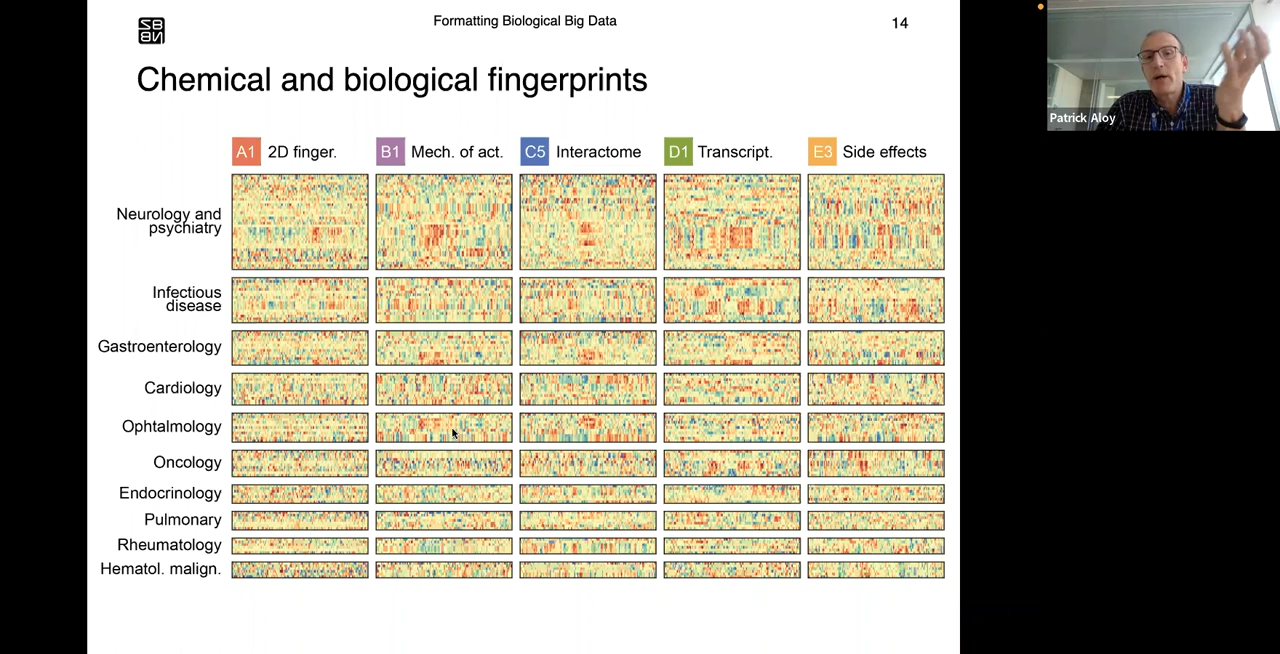 SB
BN
Formatting Biological Big Data
14
Chemical and biological fingerprints
A1 2D finger.
B1 Mech. of act.
C5 Interactome
D1 Transcript.
E3 Side effects
Neurology and
psychiatry
Infectious
disease
Gastroenterology
Cardiology
Ophtalmology
Oncology
Endocrinology
Pulmonary
Rheumatology
Hematol. malign.
Patrick Aloy